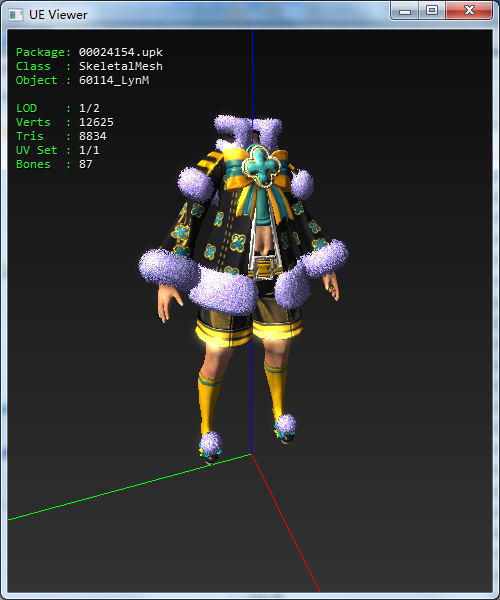 UE Viewer
Package: 00024154.upk
Class : SkeletalMesh
Object : 60114_LynM
LOD : 1/2
Verts : 12625
Tris : 8834
UV Set : 1/1
Bones : 87